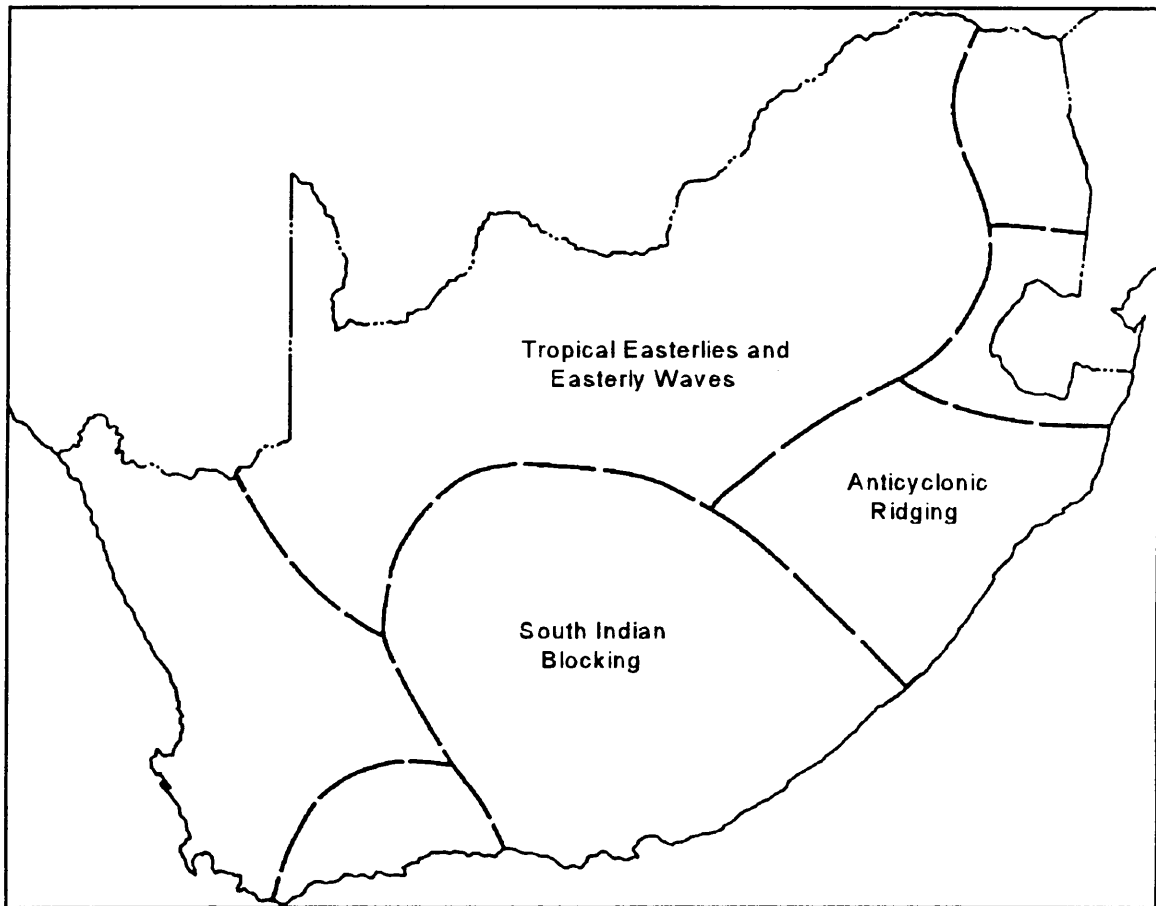 Tropical Easterlies and
Easterly Waves
Anticyclonic
Ridging
South Indian
Blocking